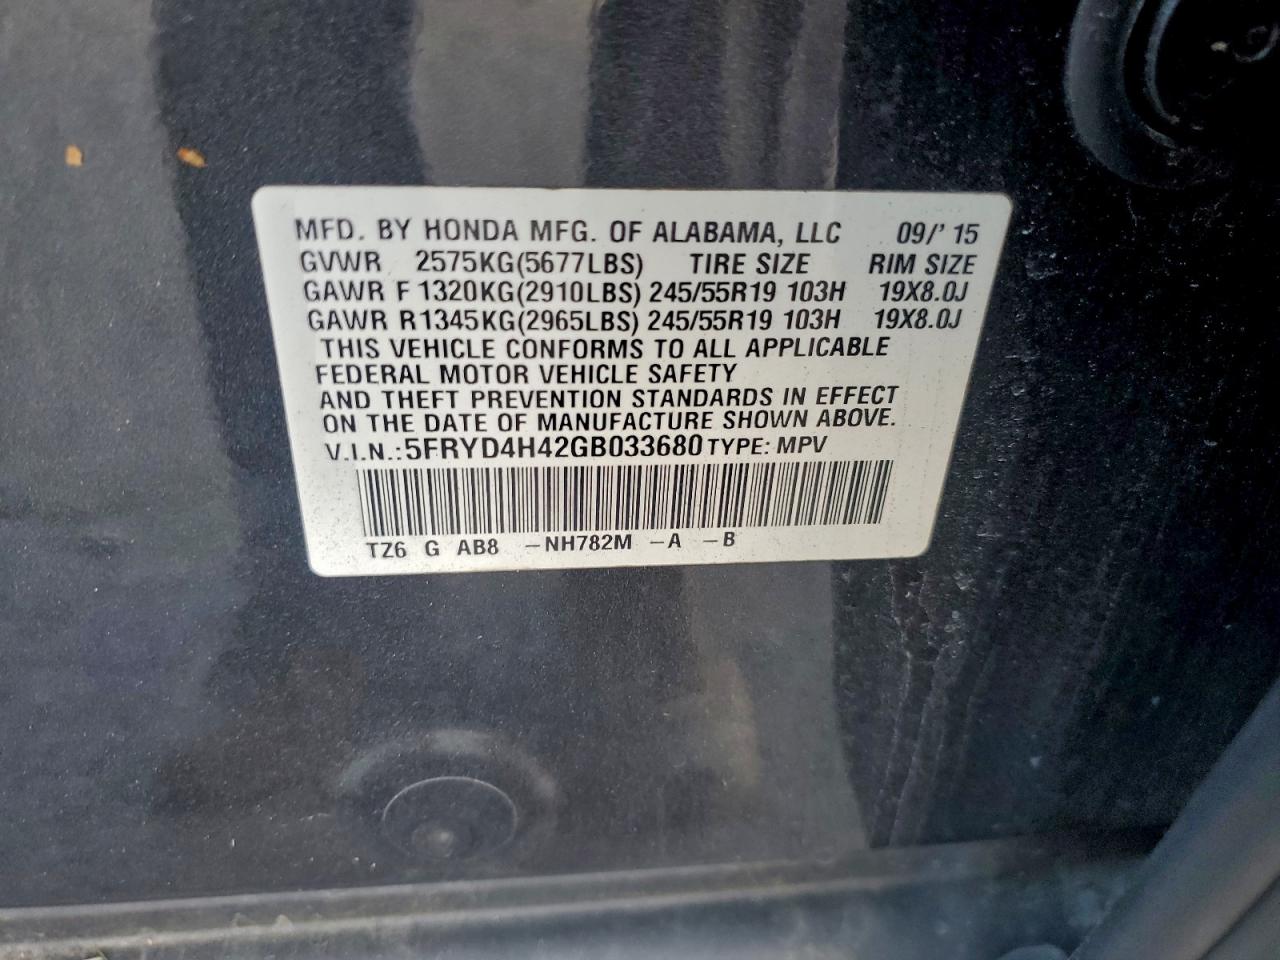 MFD. BY HONDA MFG. OF ALABAMA, LLC 09/' 15
GVWR 2575KG(5677LBS) TIRE SIZE RIM SIZE
GAWR F 1320KG(2910LBS) 245/55R19 103H 19X8.0J
GAWR R1345KG(2965LBS) 245/55R19 103H 19X8.0J
THIS VEHICLE CONFORMS TO ALL APPLICABLE
FEDERAL MOTOR VEHICLE SAFETY
AND THEFT PREVENTION STANDARDS IN EFFECT
ON THE DATE OF MANUFACTURE SHOWN ABOVE.
V.I.N.:5FRYD4H42GB033680 TYPE: MPV
TZ6 G AB8 -NH782M -A -B